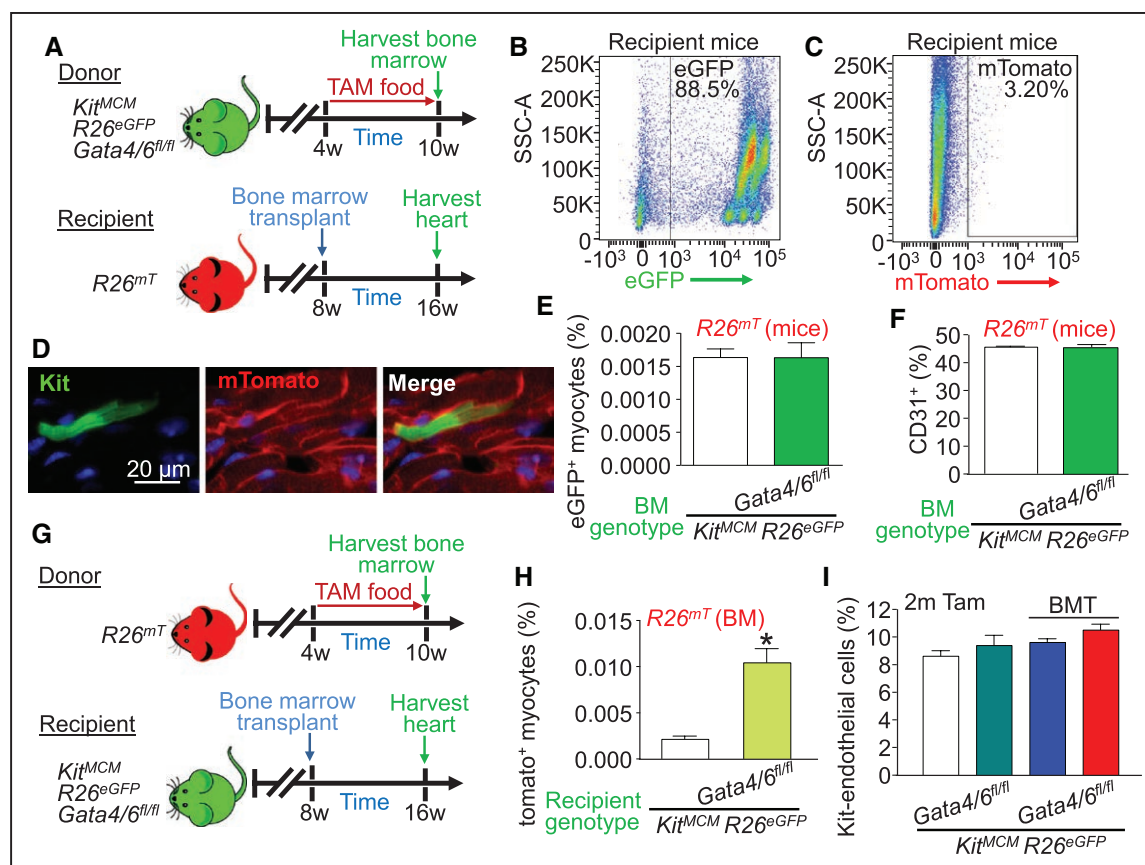 A
Donor
Kit^MCM
R26^eGFP
Gata4/6^fl/fl
Harvest bone
marrow
TAM food
Time
4w
10w
Recipient
R26^mT
Bone marrow
transplant
Harvest
heart
Time
8w
16w
B
Recipient mice
eGFP
88.5%
SSC-A
250K
200K
150K
100K
50K
0
-10^3 0 10^3 10^4 10^5
eGFP
C
Recipient mice
mTomato
3.20%
SSC-A
250K
200K
150K
100K
50K
0
-10^3 0 10^3 10^4 10^5
mTomato
D
Kit
20 µm
mTomato
Merge
E
R26^mT (mice)
eGFP+ myocytes (%)
0.0020
0.0015
0.0010
0.0005
0.0000
Gata4/6^fl/fl
BM
genotype
Kit^MCM R26^eGFP
F
R26^mT (mice)
CD31+ (%)
50
40
30
20
10
0
Gata4/6^fl/fl
BM
genotype
Kit^MCM R26^eGFP
G
Donor
R26^mT
Harvest bone
marrow
TAM food
Time
4w
10w
Recipient
Kit^MCM
R26^eGFP
Gata4/6^fl/fl
Bone marrow
transplant
Harvest
heart
Time
8w
16w
H
R26^mT (BM)
tomato+ myocytes (%)
0.015
0.010
0.005
0.000
*
Gata4/6^fl/fl
Recipient
genotype
Kit^MCM R26^eGFP
I
2m Tam
BMT
Kit-endothelial cells (%)
12
10
8
6
4
2
0
Gata4/6^fl/fl
Gata4/6^fl/fl
Kit^MCM R26^eGFP